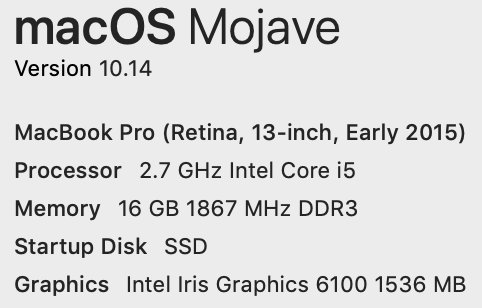 macOS Mojave
Version 10.14
MacBook Pro (Retina, 13-inch, Early 2015)
Processor 2.7 GHz Intel Core i5
Memory 16 GB 1867 MHz DDR3
Startup Disk SSD
Graphics Intel Iris Graphics 6100 1536 MB